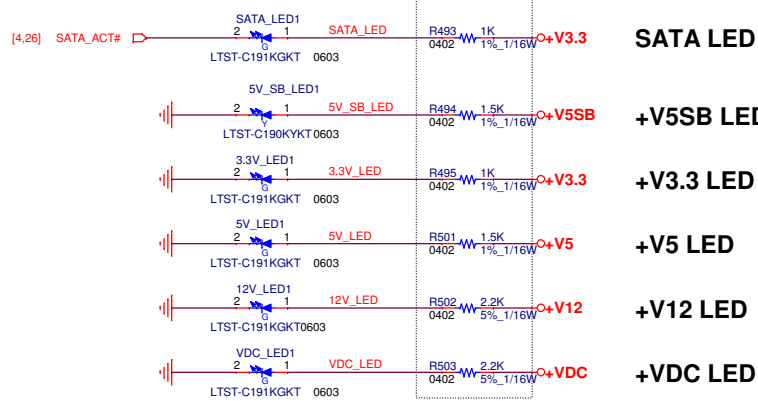 SATA_LED1
[4,26] SATA_ACT# 2 1 SATA_LED R493 1K +V3.3 SATA LED
G 0402 1%_1/16W
LTST-C191KGKT 0603
5V_SB_LED1
2 1 5V_SB_LED R494 1.5K +V5SB +V5SB LED
Y 0402 1%_1/16W
LTST-C190KYKT 0603
3.3V_LED1
2 1 3.3V_LED R495 1K +V3.3 +V3.3 LED
G 0402 1%_1/16W
LTST-C191KGKT 0603
5V_LED1
2 1 5V_LED R501 1.5K +V5 +V5 LED
G 0402 1%_1/16W
LTST-C191KGKT 0603
12V_LED1
2 1 12V_LED R502 2.2K +V12 +V12 LED
G 0402 5%_1/16W
LTST-C191KGKT0603
VDC_LED1
2 1 VDC_LED R503 2.2K +VDC +VDC LED
G 0402 5%_1/16W
LTST-C191KGKT 0603